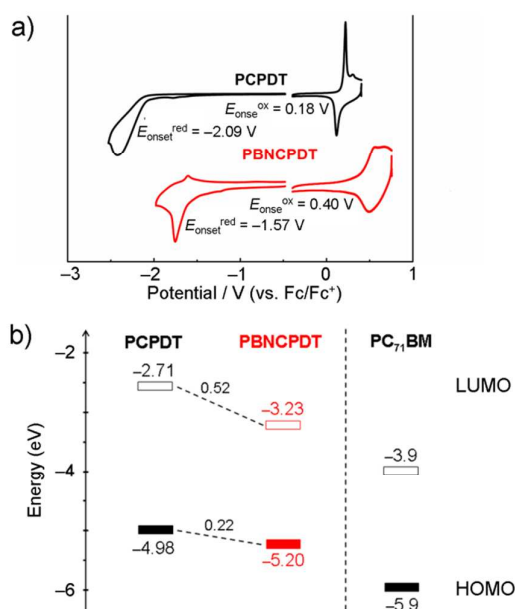 a)
PCPDT
E_onse^ox = 0.18 V
E_onset^red = –2.09 V
PBNCPDT
E_onse^ox = 0.40 V
E_onset^red = –1.57 V
–3 –2 –1 0 1
Potential / V (vs. Fc/Fc⁺)
b)
PCPDT PBNCPDT PC₇₁BM
–2
–2.71
0.52
LUMO
–3.23
–3.9
Energy (eV)
–4
0.22
–4.98
–5.20
–6
HOMO
–5.9